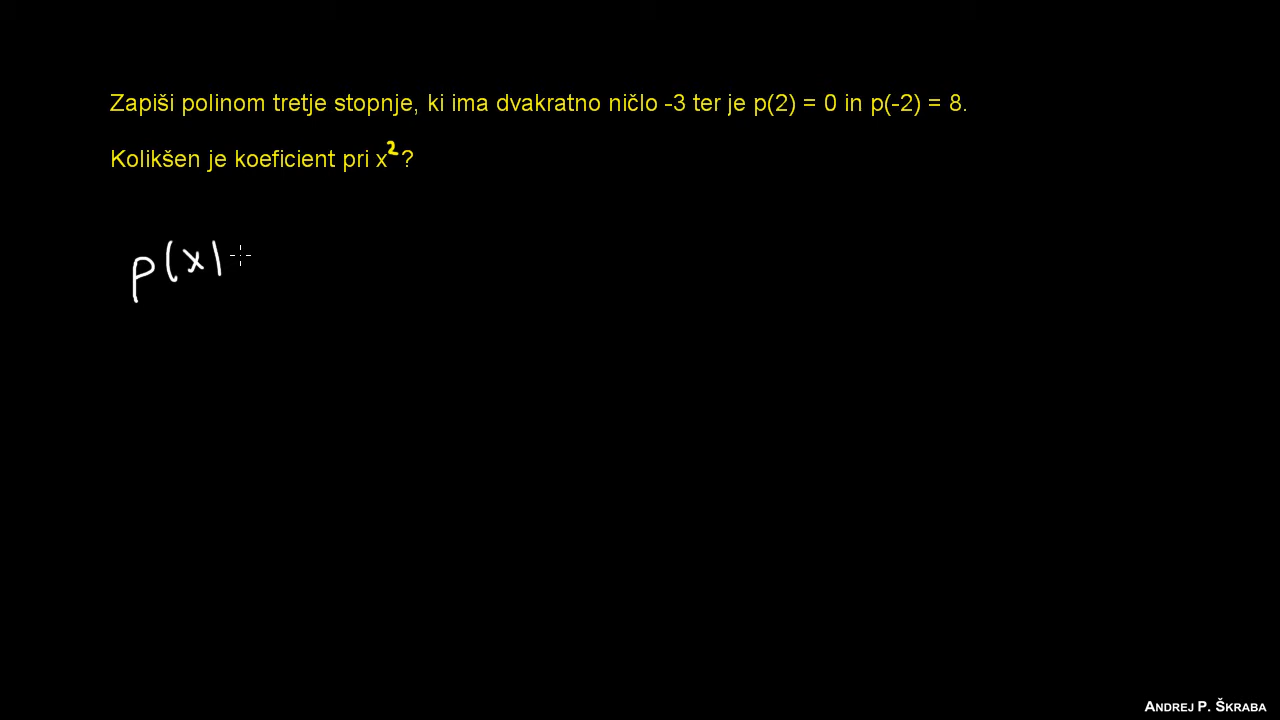 Zapiši polinom tretje stopnje, ki ima dvakratno ničlo -3 ter je p(2) = 0 in p(-2) = 8.
Kolikšen je koeficient pri x²?
p(x)
ANDREJ P. ŠKRABA